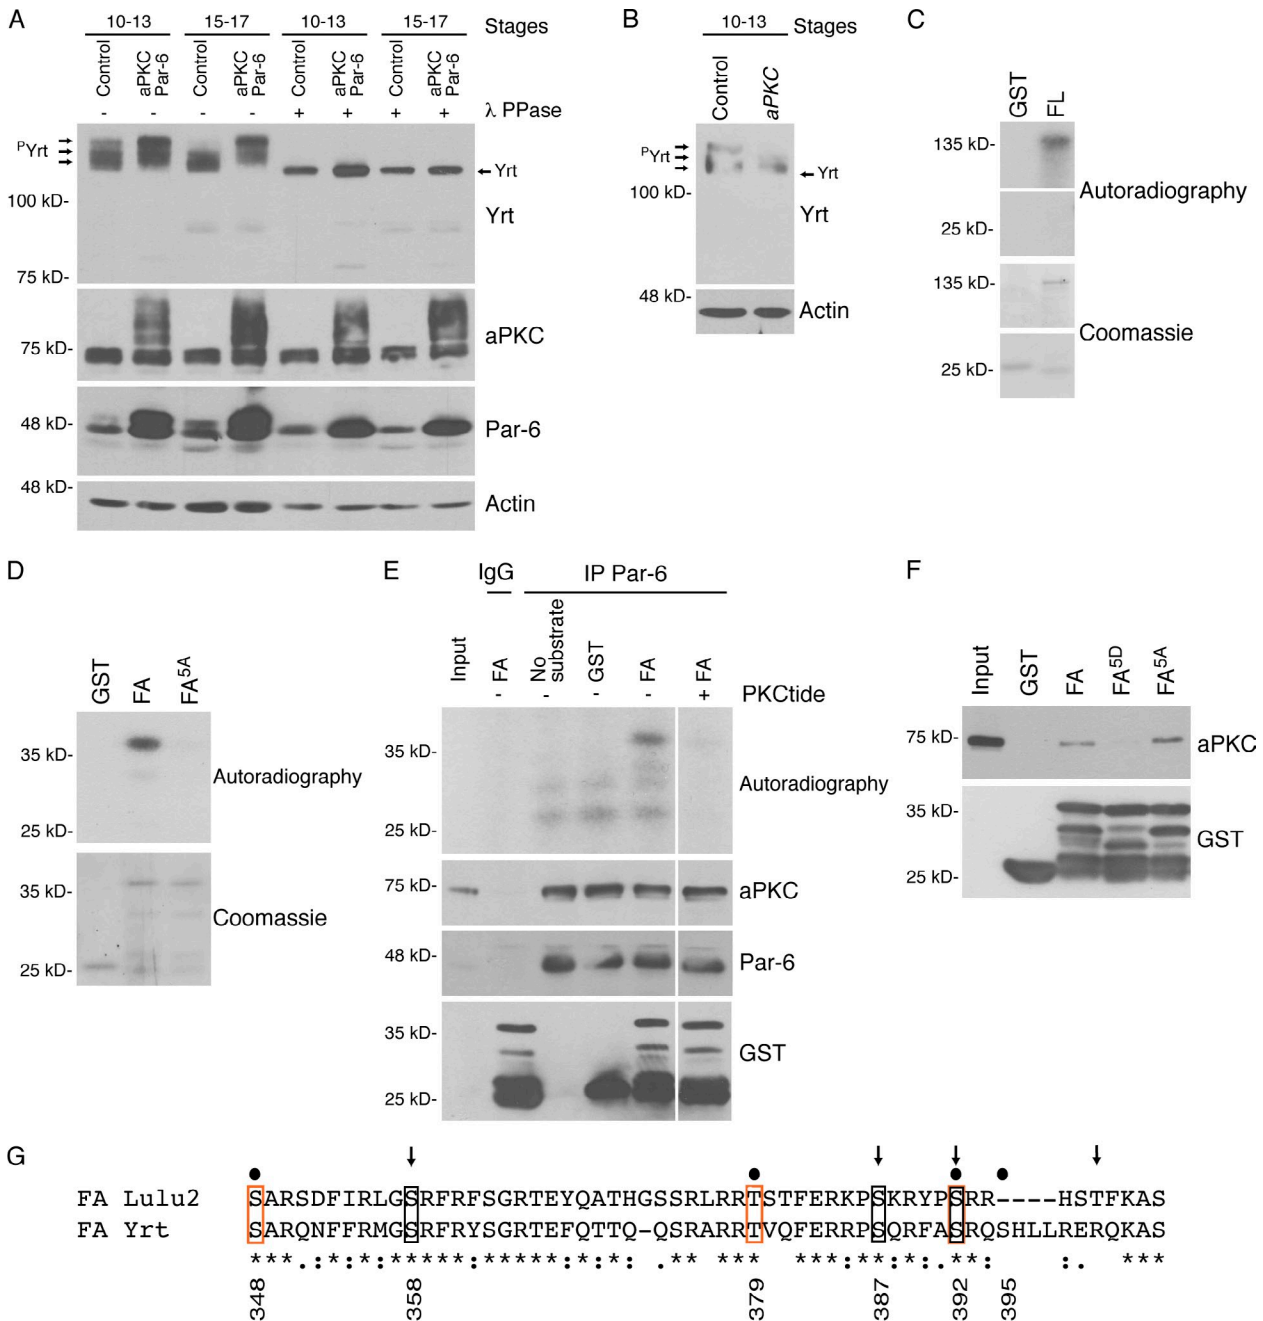 A
10-13 15-17 10-13 15-17 Stages
Control aPKC Par-6 Control aPKC Par-6 Control aPKC Par-6 Control aPKC Par-6
- - - - + + + + λ PPase
PYrt
Yrt
100 kD-
Yrt
75 kD-
75 kD-
aPKC
48 kD-
Par-6
48 kD-
Actin
B
10-13 Stages
Control aPKC
PYrt
Yrt
100 kD-
Yrt
48 kD-
Actin
C
GST FL
135 kD-
Autoradiography
25 kD-
135 kD-
Coomassie
25 kD-
D
GST FA FA5A
35 kD-
Autoradiography
25 kD-
35 kD-
Coomassie
25 kD-
E
IgG IP Par-6
Input FA No substrate GST FA FA
- - - - + PKCtide
35 kD-
Autoradiography
25 kD-
75 kD-
aPKC
48 kD-
Par-6
35 kD-
GST
25 kD-
F
Input GST FA FA5D FA5A
75 kD-
aPKC
35 kD-
GST
25 kD-
G
FA Lulu2 SARSDFIRLGSRFRFSGRTEYQATHGSSRLRRTSTFERKPSKRYPSRR----HSTFKAS
FA Yrt SARQNFFRMGSRFRYSGRTEFQTTQ-QSRARRTVQFERRPSQRFASRQSHLLRERQKAS
***.:*:*:*****:*****:*:*: .** *** ***:**:*.**: :. ***
348 358 379 387 392 395